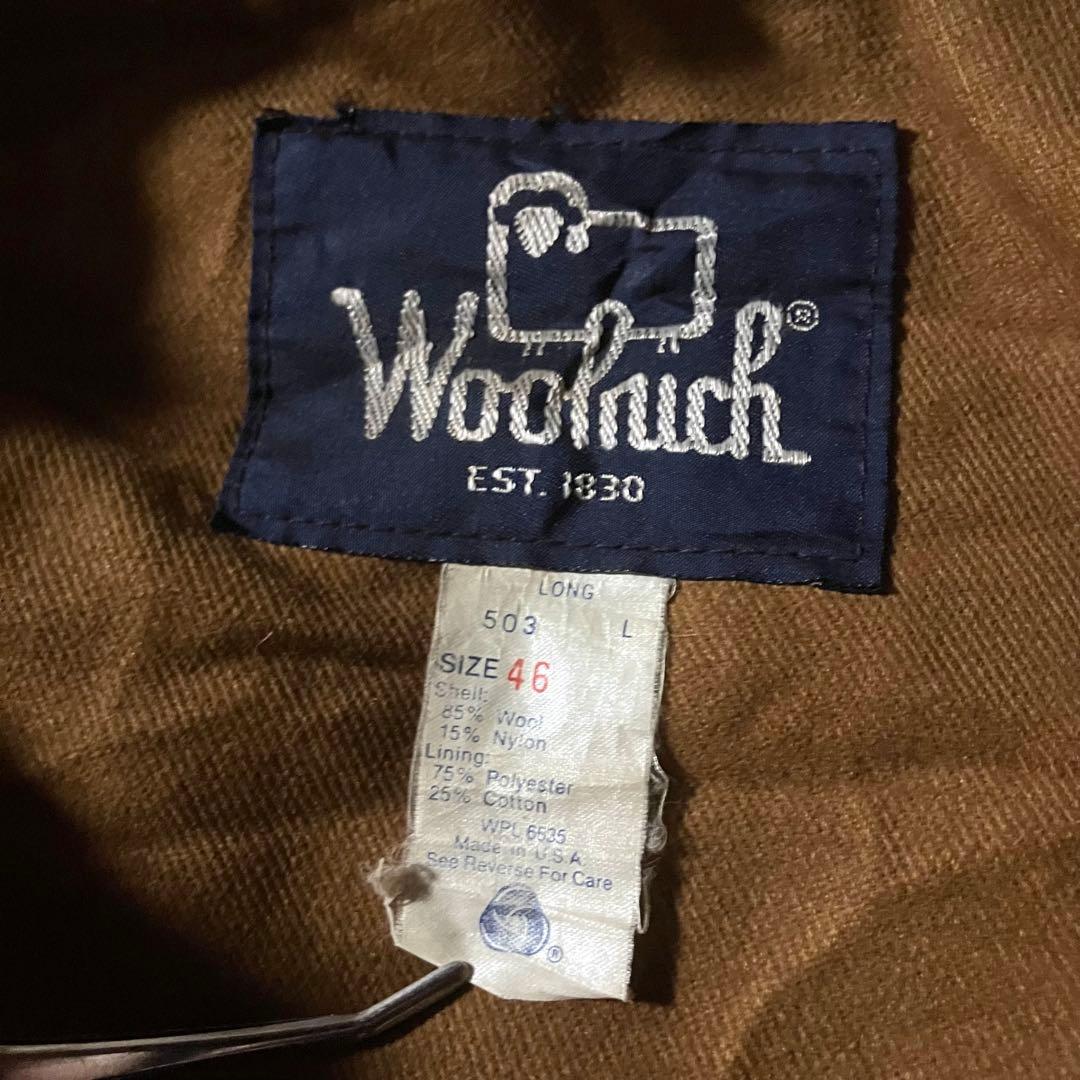 Woolrich®
EST. 1830
LONG
503 L
SIZE 46
Shell:
85% Wool
15% Nylon
Lining:
75% Polyester
25% Cotton
WPL 6535
Made in U.S.A.
See Reverse For Care
®